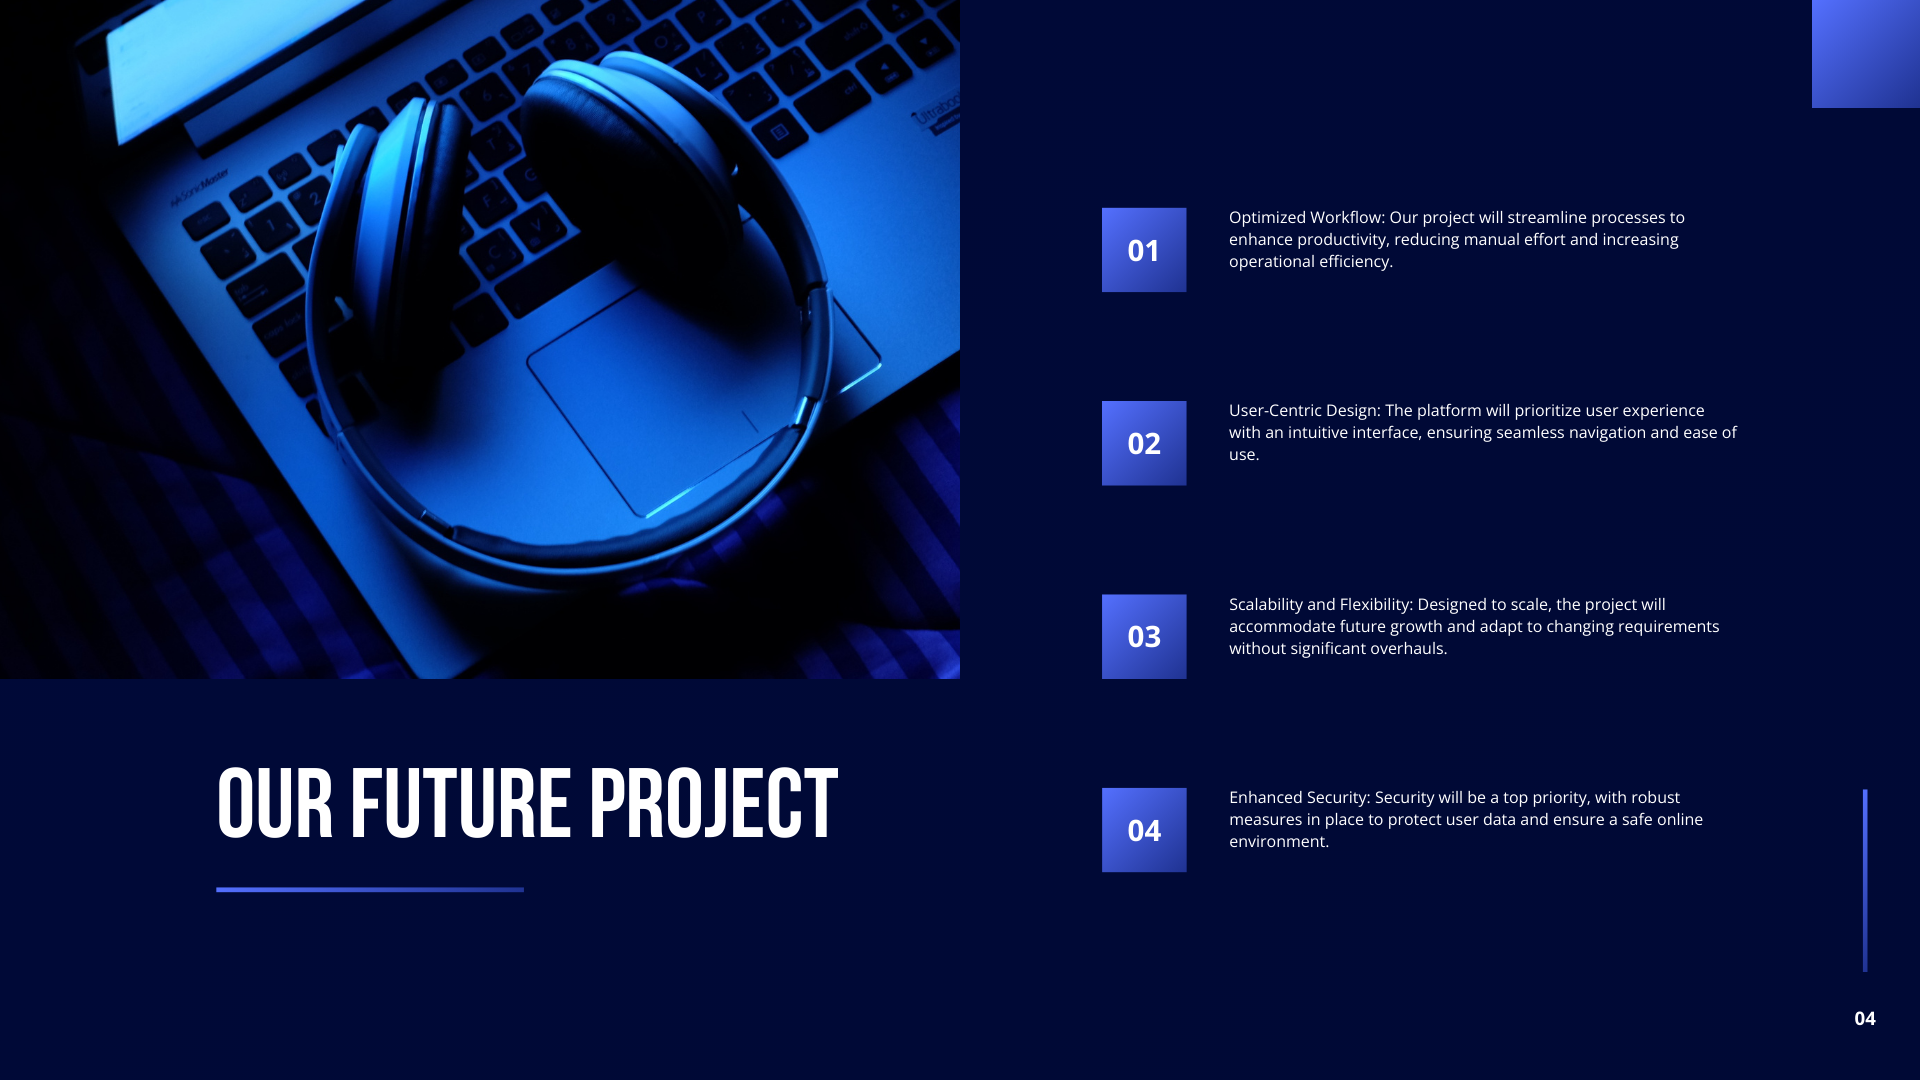 SonicMaster
Ultrabook
OUR FUTURE PROJECT
01
Optimized Workflow: Our project will streamline processes to
enhance productivity, reducing manual effort and increasing
operational efficiency.
02
User-Centric Design: The platform will prioritize user experience
with an intuitive interface, ensuring seamless navigation and ease of
use.
03
Scalability and Flexibility: Designed to scale, the project will
accommodate future growth and adapt to changing requirements
without significant overhauls.
04
Enhanced Security: Security will be a top priority, with robust
measures in place to protect user data and ensure a safe online
environment.
04